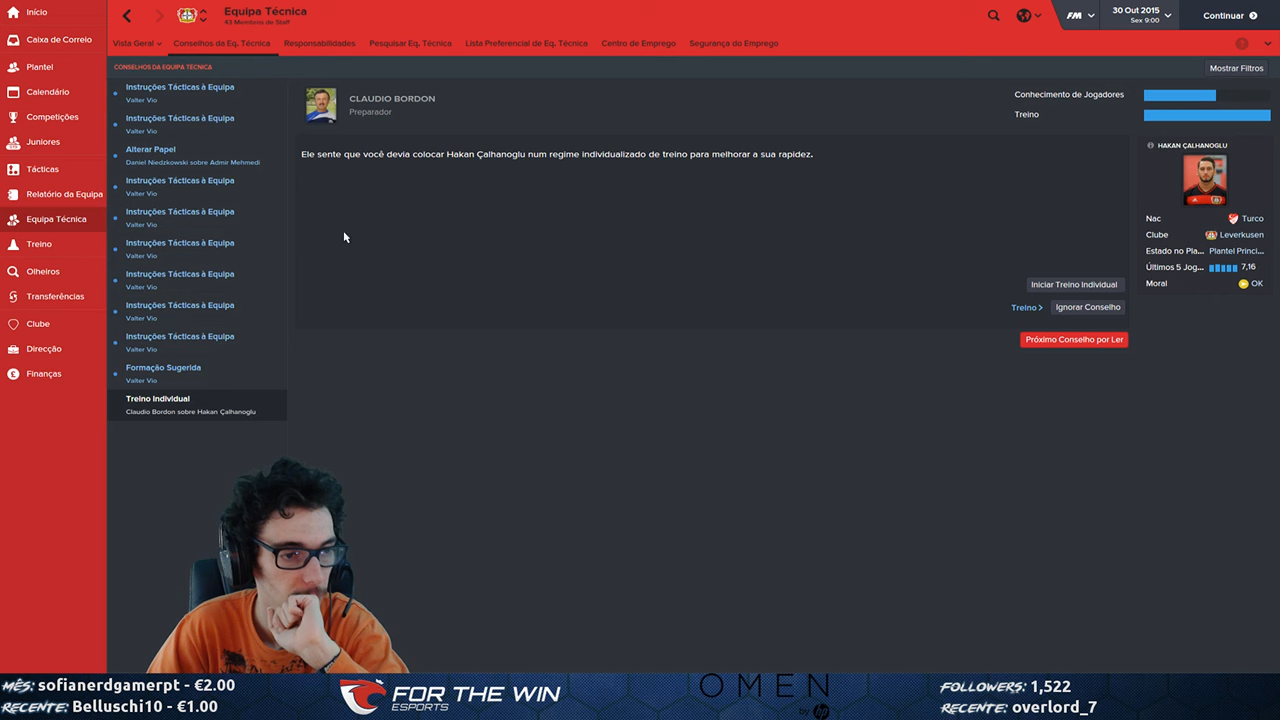 Início
Caixa de Correio
Plantel
Calendário
Competições
Juniores
Tácticas
Relatório da Equipa
Equipa Técnica
Treino
Olheiros
Transferências
Clube
Direcção
Finanças
Equipa Técnica
43 Membros de Staff
FM
30 Out 2015
Sex 9:00
Continuar
Vista Geral
Conselhos da Eq. Técnica
Responsabilidades
Pesquisar Eq. Técnica
Lista Preferencial de Eq. Técnica
Centro de Emprego
Segurança do Emprego
CONSELHOS DA EQUIPA TECNICA
Mostrar Filtros
Instruções Tácticas à Equipa
Valter Vio
Instruções Tácticas à Equipa
Valter Vio
Alterar Papel
Daniel Niedzkowski sobre Admir Mehmedi
Instruções Tácticas à Equipa
Valter Vio
Instruções Tácticas à Equipa
Valter Vio
Instruções Tácticas à Equipa
Valter Vio
Instruções Tácticas à Equipa
Valter Vio
Instruções Tácticas à Equipa
Valter Vio
Instruções Tácticas à Equipa
Valter Vio
Formação Sugerida
Valter Vio
Treino Individual
Claudio Bordon sobre Hakan Çalhanoglu
CLAUDIO BORDON
Preparador
Conhecimento de Jogadores
Treino
Ele sente que você devia colocar Hakan Çalhanoglu num regime individualizado de treino para melhorar a sua rapidez.
Iniciar Treino Individual
Treino >
Ignorar Conselho
Próximo Conselho por Ler
HAKAN ÇALHANOGLU
Nac Turco
Clube Leverkusen
Estado no Pla... Plantel Princi...
Últimos 5 Jog... 7,16
Moral OK
MÊS: sofianerdgamerpt - €2.00
RECENTE: Belluschi10 - €1.00
FOR THE WIN
ESPORTS
OMEN
by hp
FOLLOWERS: 1,522
RECENTE: overlord_7